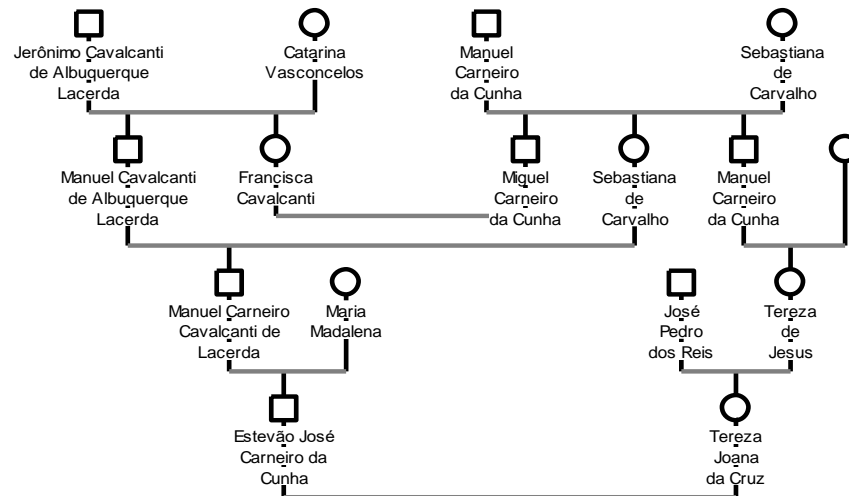 Jerônimo Cavalcanti
de Albuquerque
Lacerda
Catarina
Vasconcelos
Manuel
Carneiro
da Cunha
Sebastiana
de
Carvalho
Manuel Cavalcanti
de Albuquerque
Lacerda
Francisca
Cavalcanti
Miguel
Carneiro
da Cunha
Sebastiana
de
Carvalho
Manuel
Carneiro
da Cunha
Manuel Carneiro
Cavalcanti de
Lacerda
Maria
Madalena
José
Pedro
dos Reis
Tereza
de
Jesus
Estevão José
Carneiro da
Cunha
Tereza
Joana
da Cruz